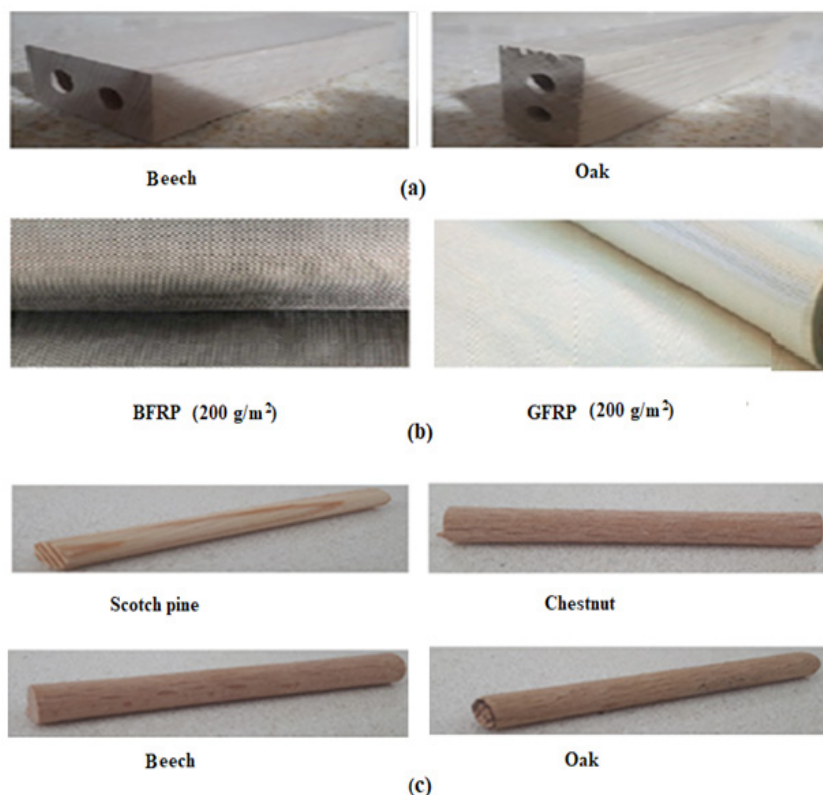 Beech
Oak
(a)
BFRP (200 g/m²)
GFRP (200 g/m²)
(b)
Scotch pine
Chestnut
Beech
Oak
(c)